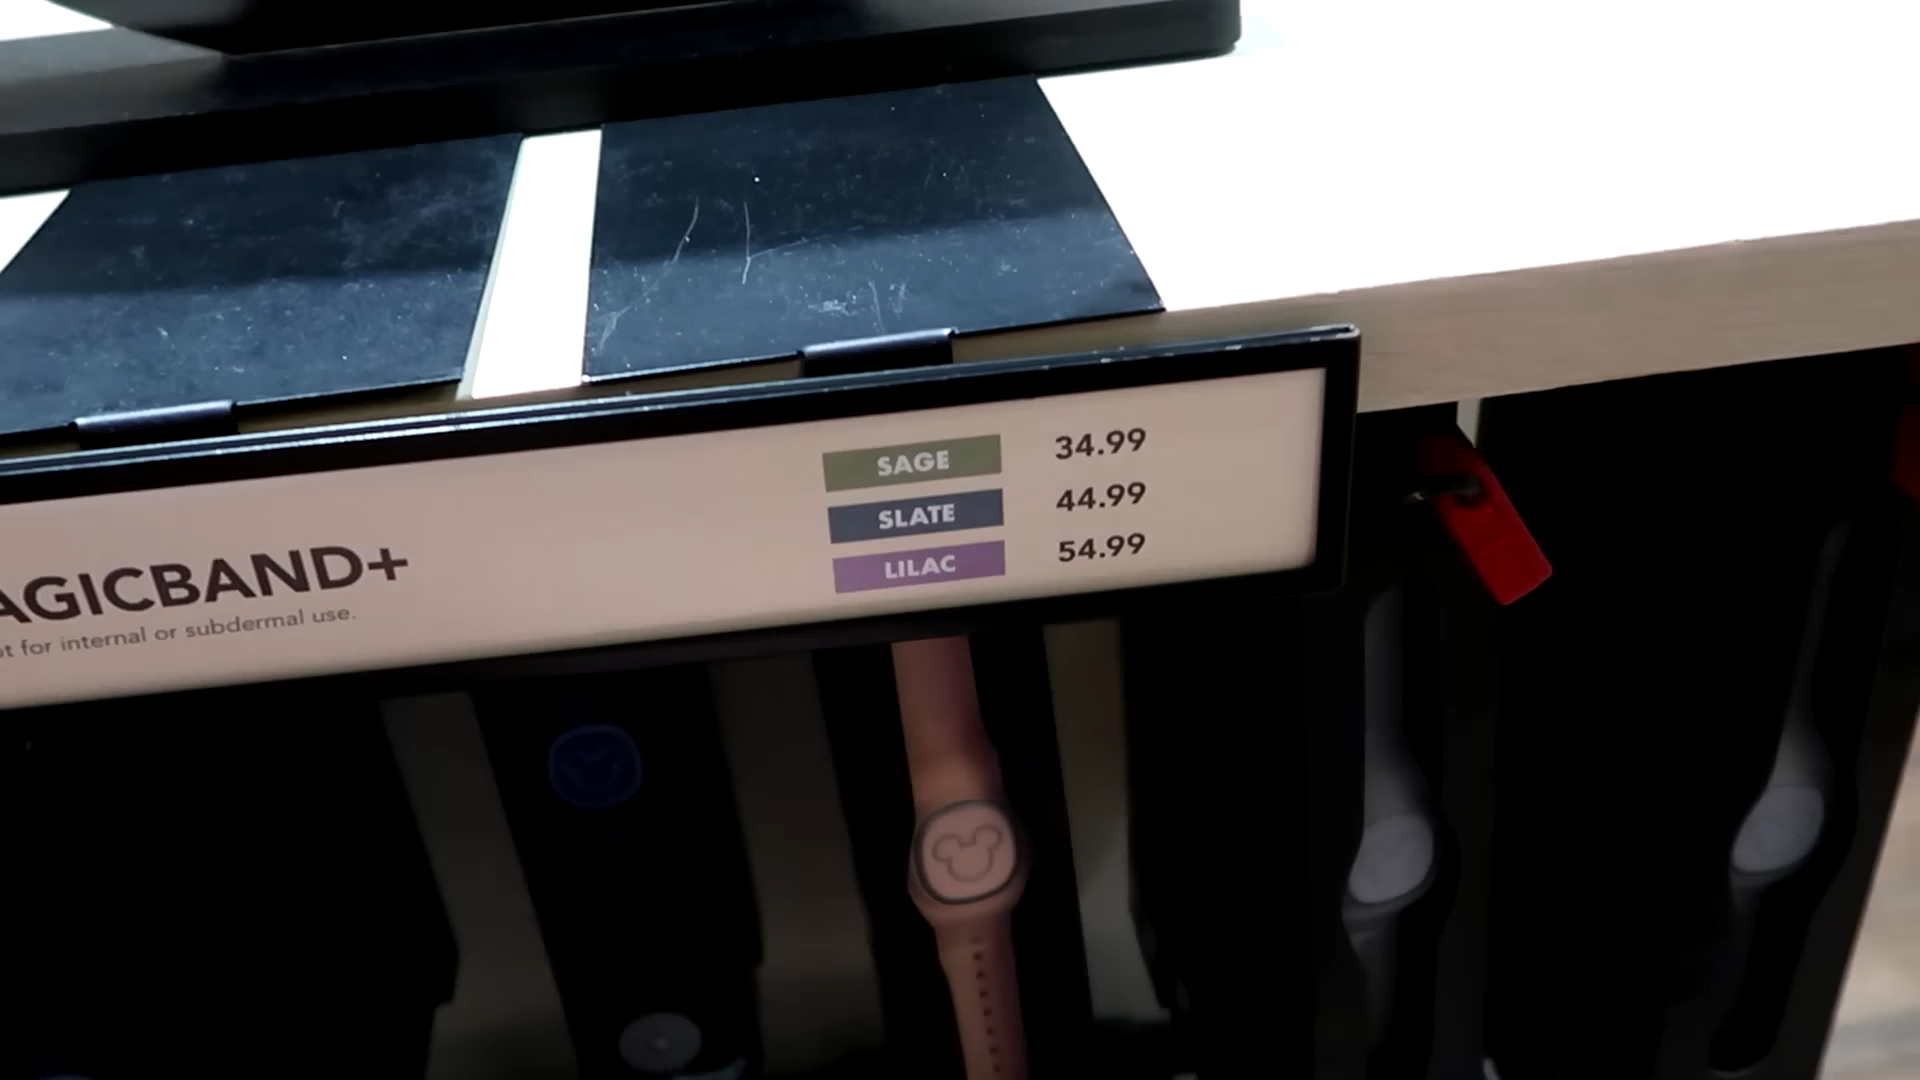 AGICBAND+
t for internal or subdermal use.
SAGE 34.99
SLATE 44.99
LILAC 54.99